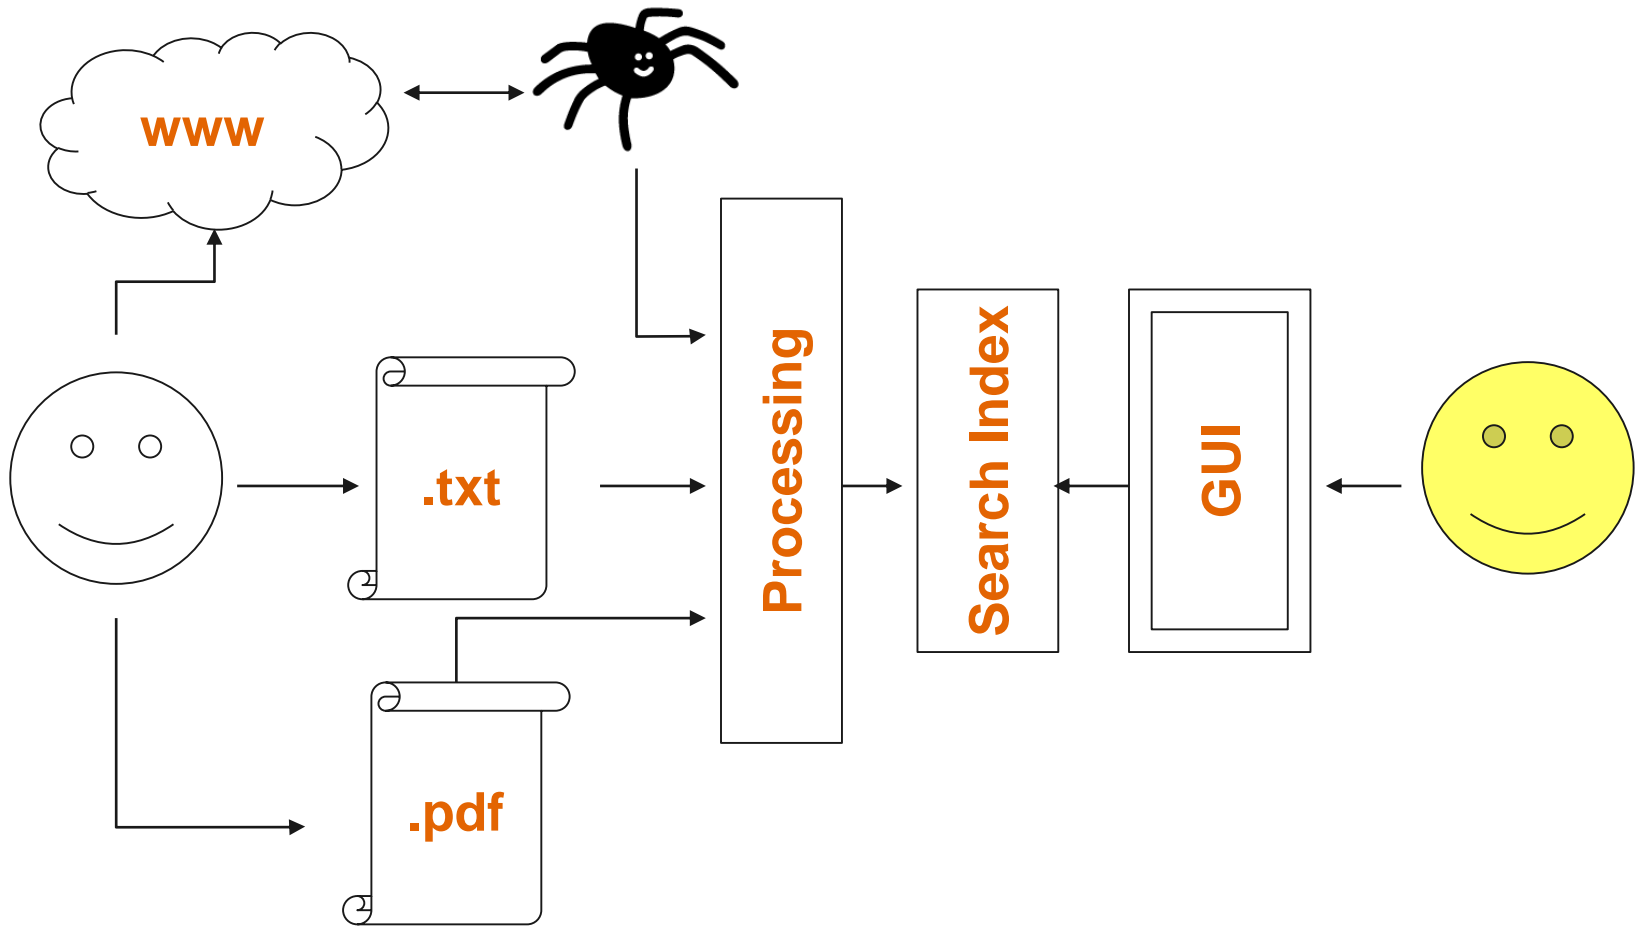 www
.txt
.pdf
Processing
Search Index
GUI